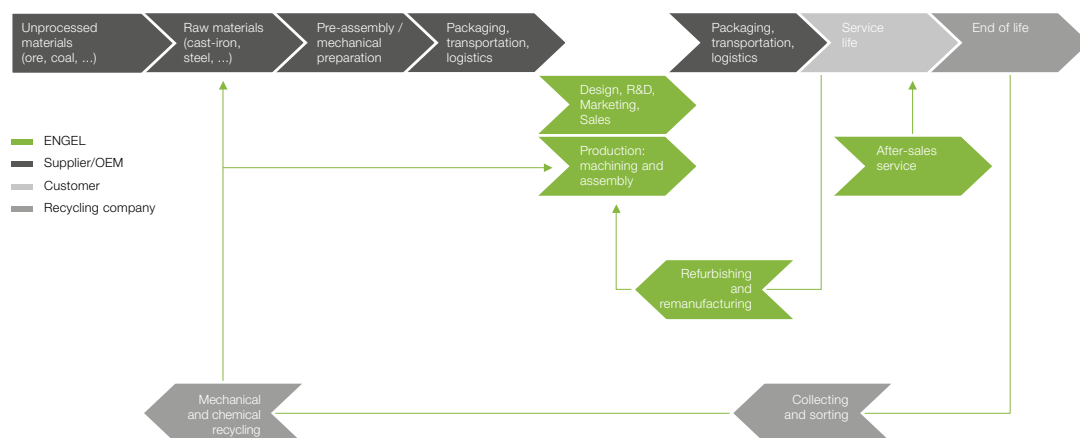 Unprocessed
materials
(ore, coal, ...)
Raw materials
(cast-iron,
steel, ...)
Pre-assembly /
mechanical
preparation
Packaging,
transportation,
logistics
Packaging,
transportation,
logistics
Service
life
End of life
Design, R&D,
Marketing,
Sales
Production:
machining and
assembly
After-sales
service
ENGEL
Supplier/OEM
Customer
Recycling company
Refurbishing
and
remanufacturing
Mechanical
and chemical
recycling
Collecting
and sorting